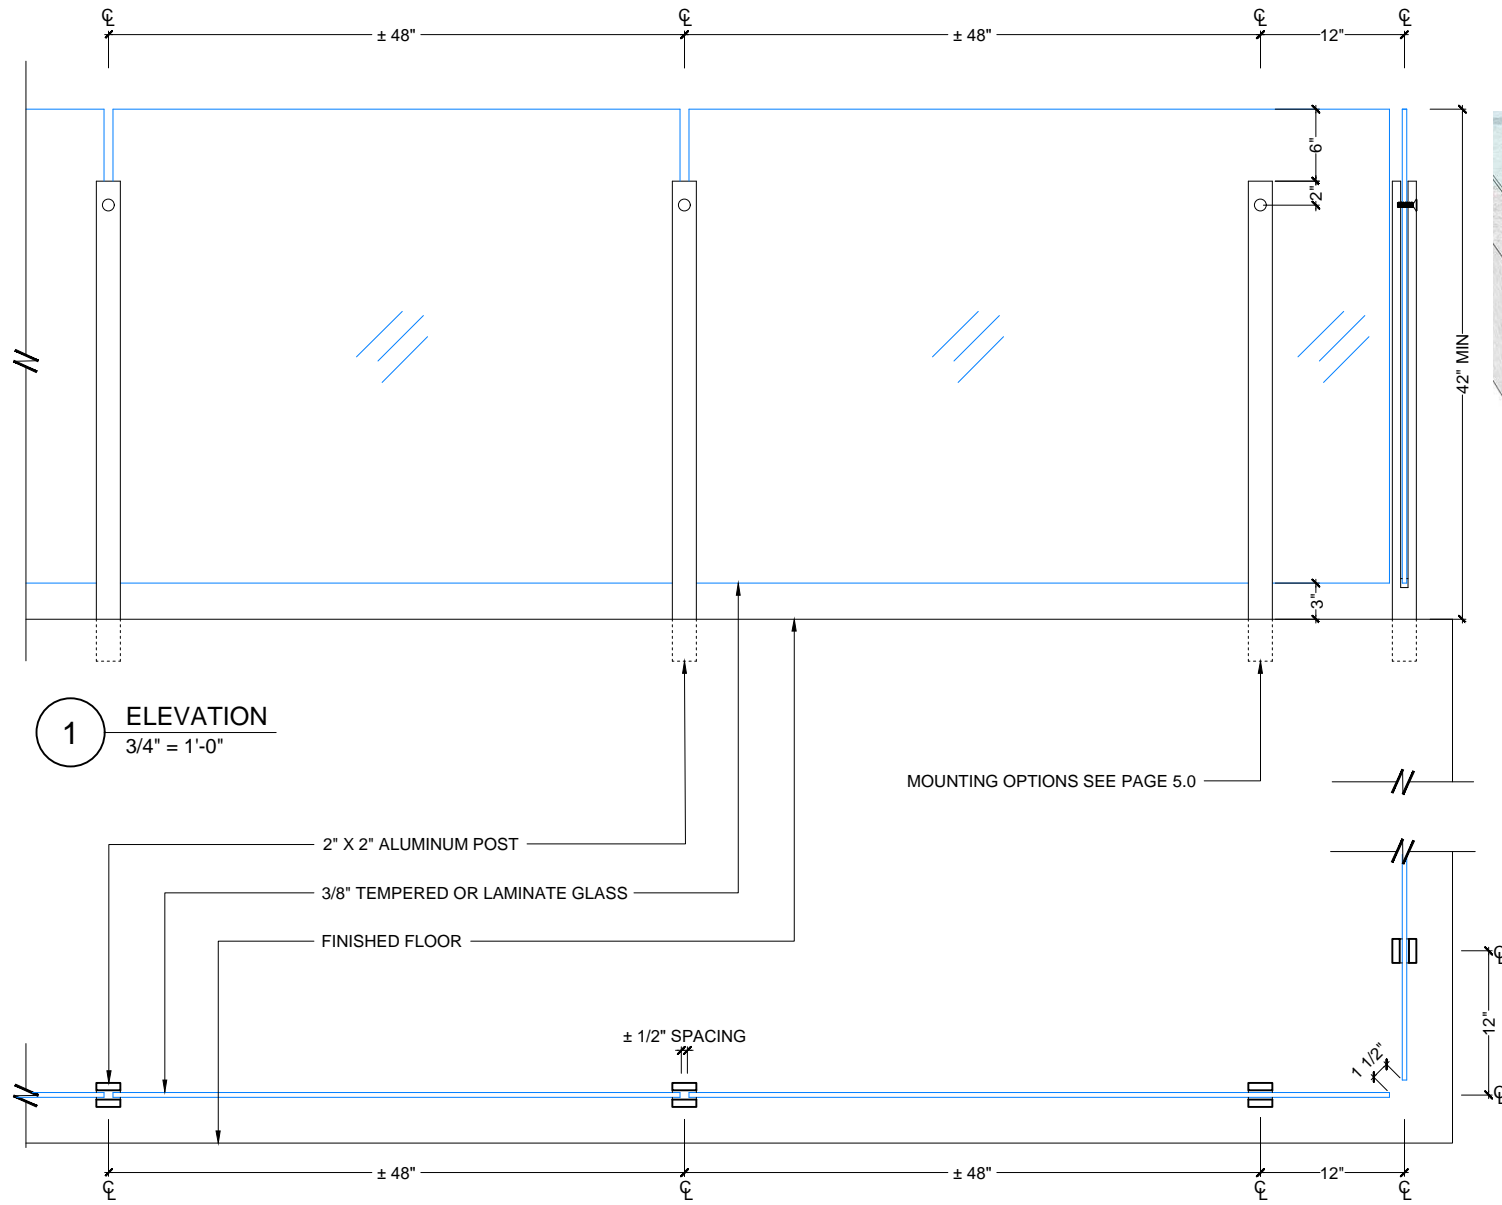 ℄ ℄ ℄ ℄
± 48" ± 48" 12"
6"
2"
42" MIN
3"
1 ELEVATION
3/4" = 1'-0"
MOUNTING OPTIONS SEE PAGE 5.0
2" X 2" ALUMINUM POST
3/8" TEMPERED OR LAMINATE GLASS
FINISHED FLOOR
℄
± 1/2" SPACING
12"
1 1/2"
℄
± 48" ± 48" 12"
℄ ℄ ℄ ℄